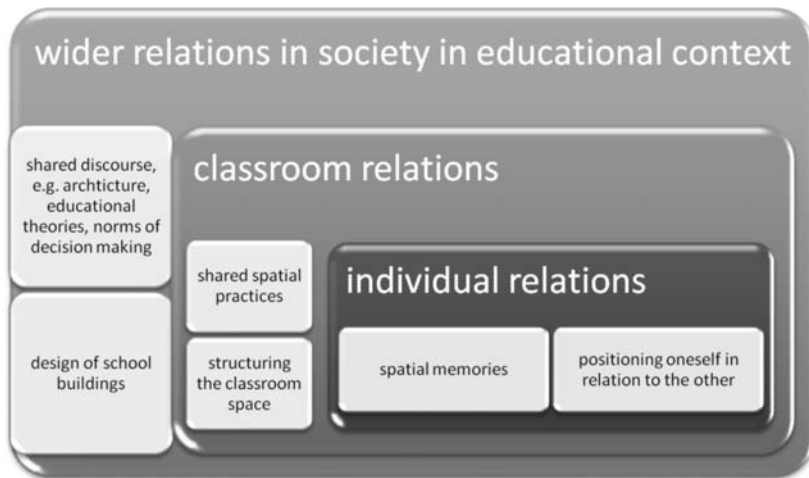 wider relations in society in educational context
shared discourse,
e.g. archticture,
educational
theories, norms of
decision making
design of school
buildings
classroom relations
shared spatial
practices
structuring
the classroom
space
individual relations
spatial memories
positioning oneself in
relation to the other